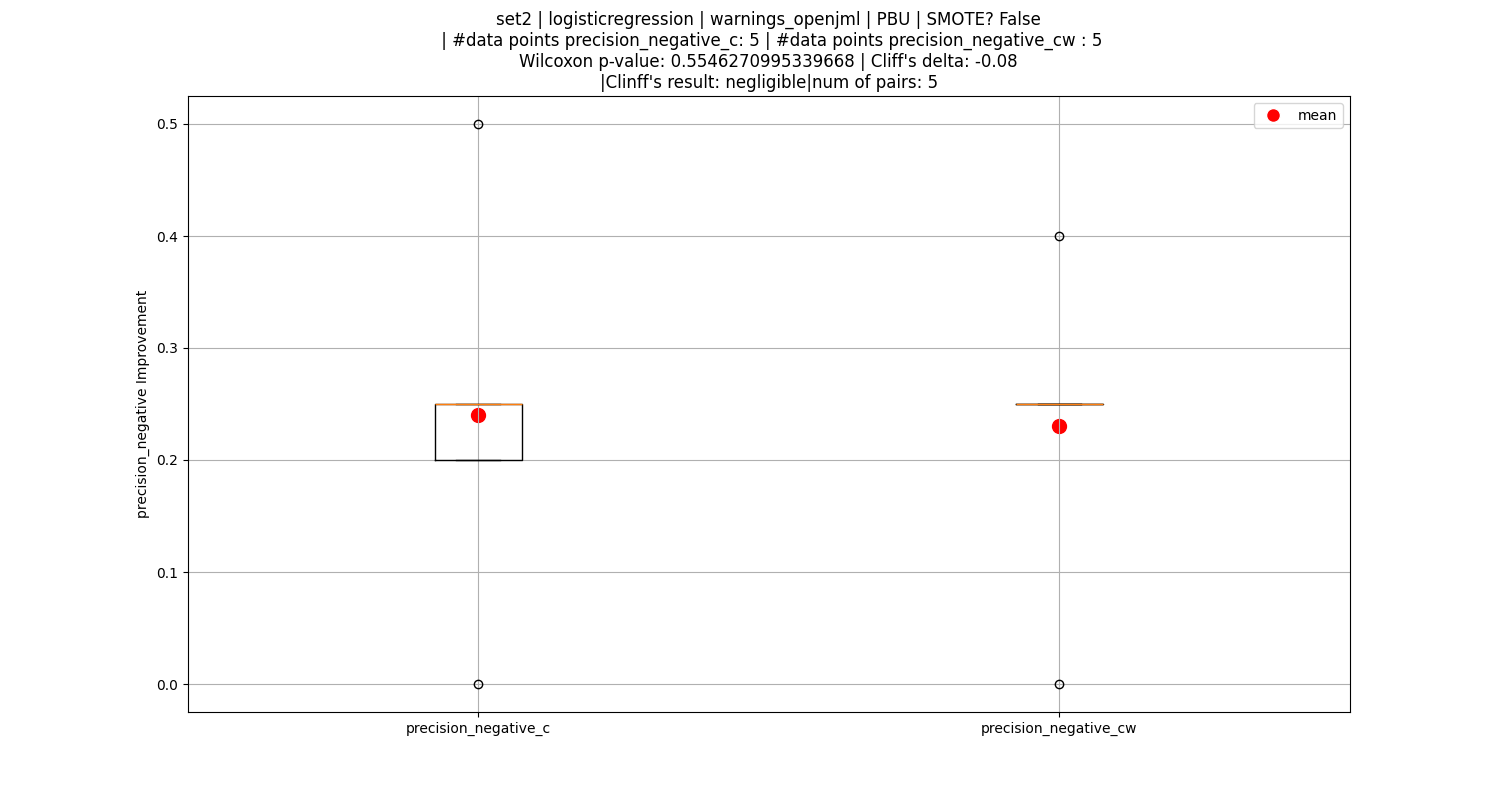 set2 | logisticregression | warnings_openjml | PBU | SMOTE? False
| #data points precision_negative_c: 5 | #data points precision_negative_cw : 5
Wilcoxon p-value: 0.5546270995339668 | Cliff's delta: -0.08
|Clinff's result: negligible|num of pairs: 5
mean
0.5
0.4
0.3
0.2
0.1
0.0
precision_negative Improvement
precision_negative_c
precision_negative_cw